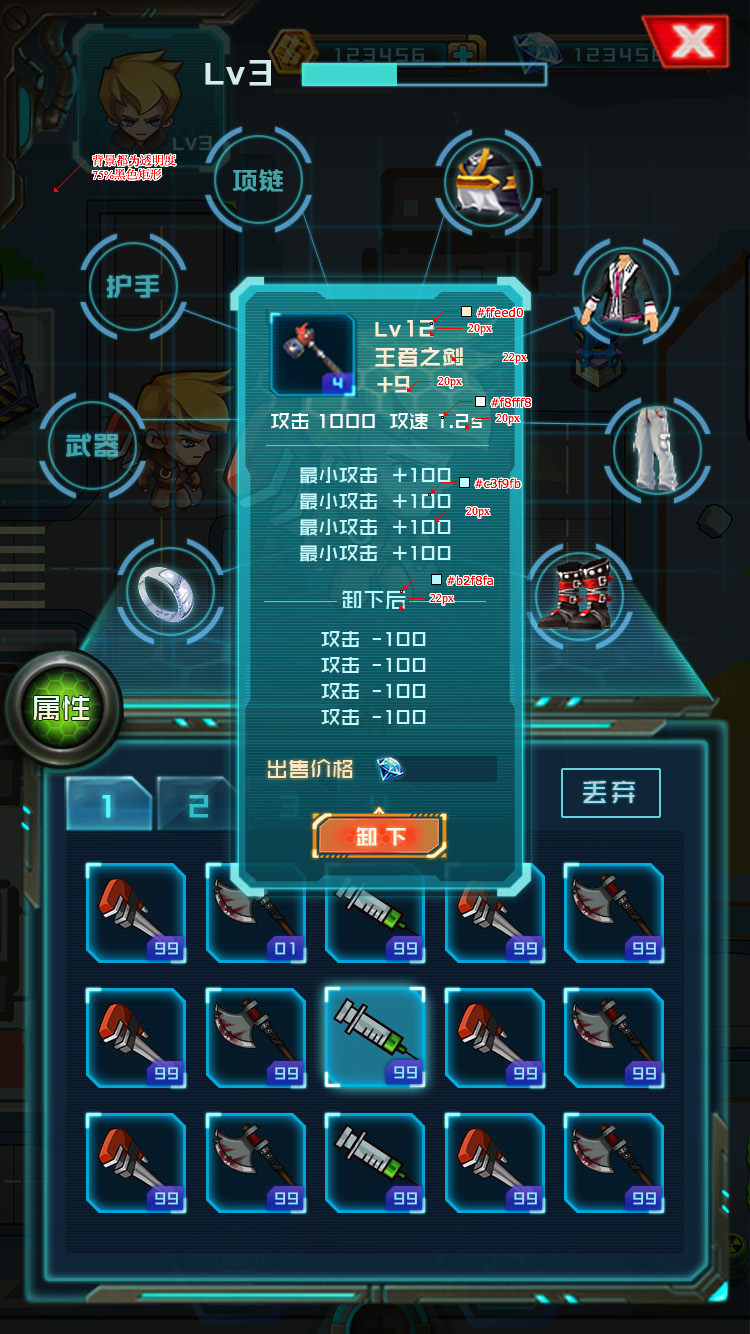 123456
123456
Lv3
LV3
背景都为透明度
75%黑色矩形
顶链
护手
武器
Lv12
#ffeed0
20px
王者之剑
22px
+9
20px
4
#f8fff8
攻击 1000 攻速 1.2s
20px
最小攻击 +100
#c3f9fb
最小攻击 +100
20px
最小攻击 +100
最小攻击 +100
#b2f8fa
卸下后
22px
攻击 -100
攻击 -100
攻击 -100
攻击 -100
属性
出售价格
1
2
3
丢弃
卸下
99
01
99
99
99
99
99
99
99
99
99
99
99
99
99